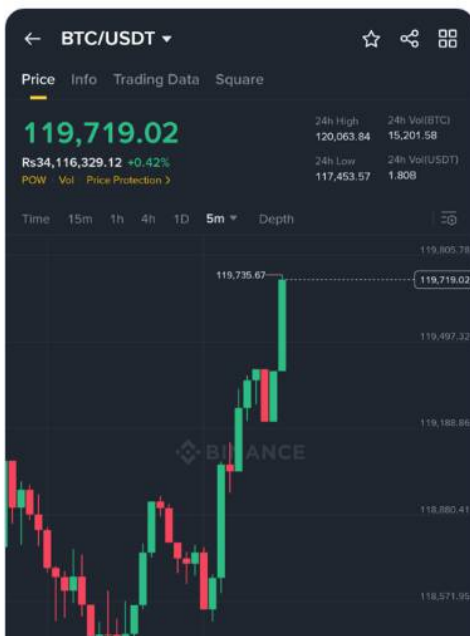 BTC/USDT
Price Info Trading Data Square
119,719.02
Rs34,116,329.12 +0.42%
POW Vol Price Protection
24h High
120,063.84
24h Vol(BTC)
15,201.58
24h Low
117,453.57
24h Vol(USDT)
1.80B
Time 15m 1h 4h 1D 5m Depth
119,805.78
119,735.67
119,719.02
119,497.32
119,188.86
BINANCE
118,880.41
118,571.95